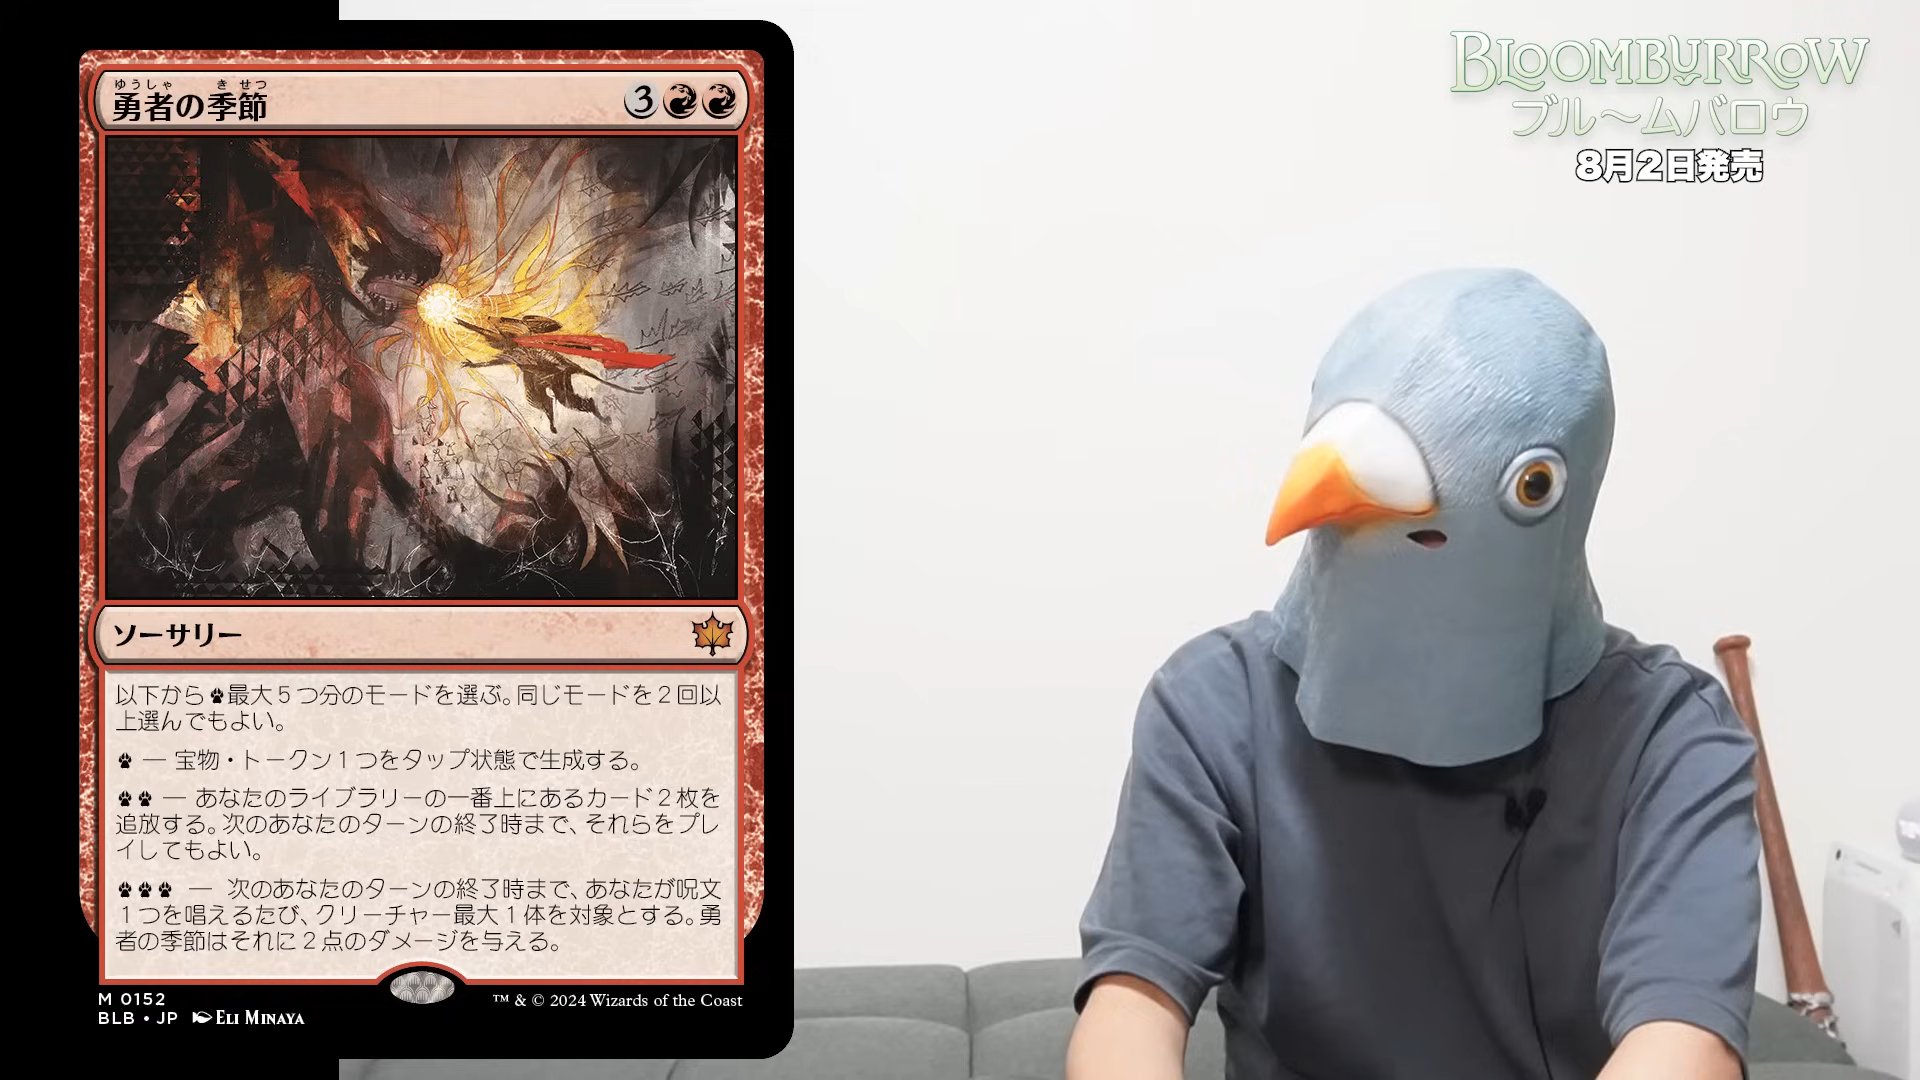 ゆうしゃ きせつ
勇者の季節
3
ソーサリー
以下から最大5つ分のモードを選ぶ。同じモードを2回以
上選んでもよい。
― 宝物・トークン1つをタップ状態で生成する。
― あなたのライブラリーの一番上にあるカード2枚を
追放する。次のあなたのターンの終了時まで、それらをプレ
イしてもよい。
― 次のあなたのターンの終了時まで、あなたが呪文
1つを唱えるたび、クリーチャー最大1体を対象とする。勇
者の季節はそれに2点のダメージを与える。
M 0152
BLB • JP ELI MINAYA
™ & © 2024 Wizards of the Coast
BLOOMBURROW
ブルームバロウ
8月2日発売